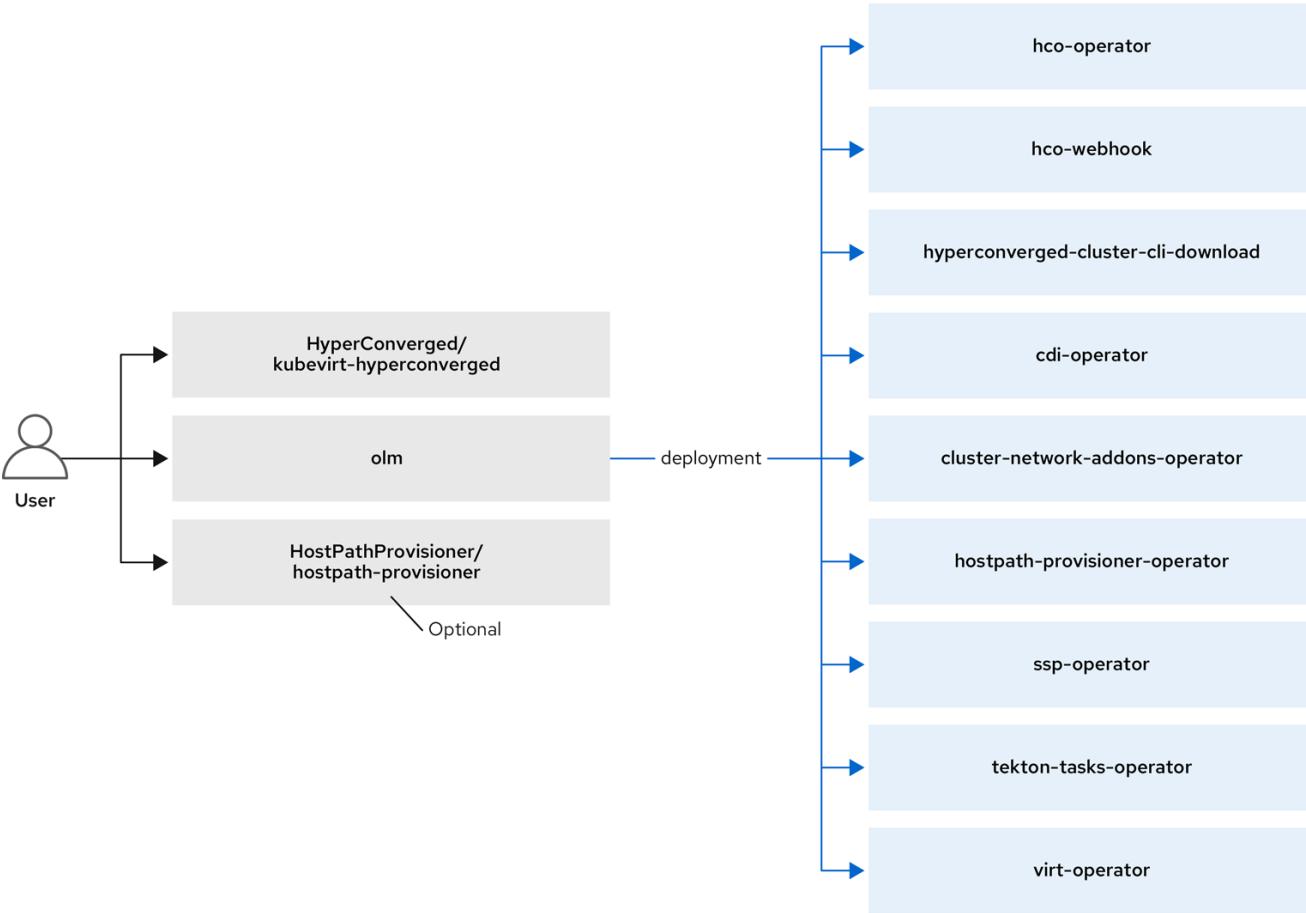 User
HyperConverged/
kubevirt-hyperconverged
olm
HostPathProvisioner/
hostpath-provisioner
Optional
deployment
hco-operator
hco-webhook
hyperconverged-cluster-cli-download
cdi-operator
cluster-network-addons-operator
hostpath-provisioner-operator
ssp-operator
tekton-tasks-operator
virt-operator